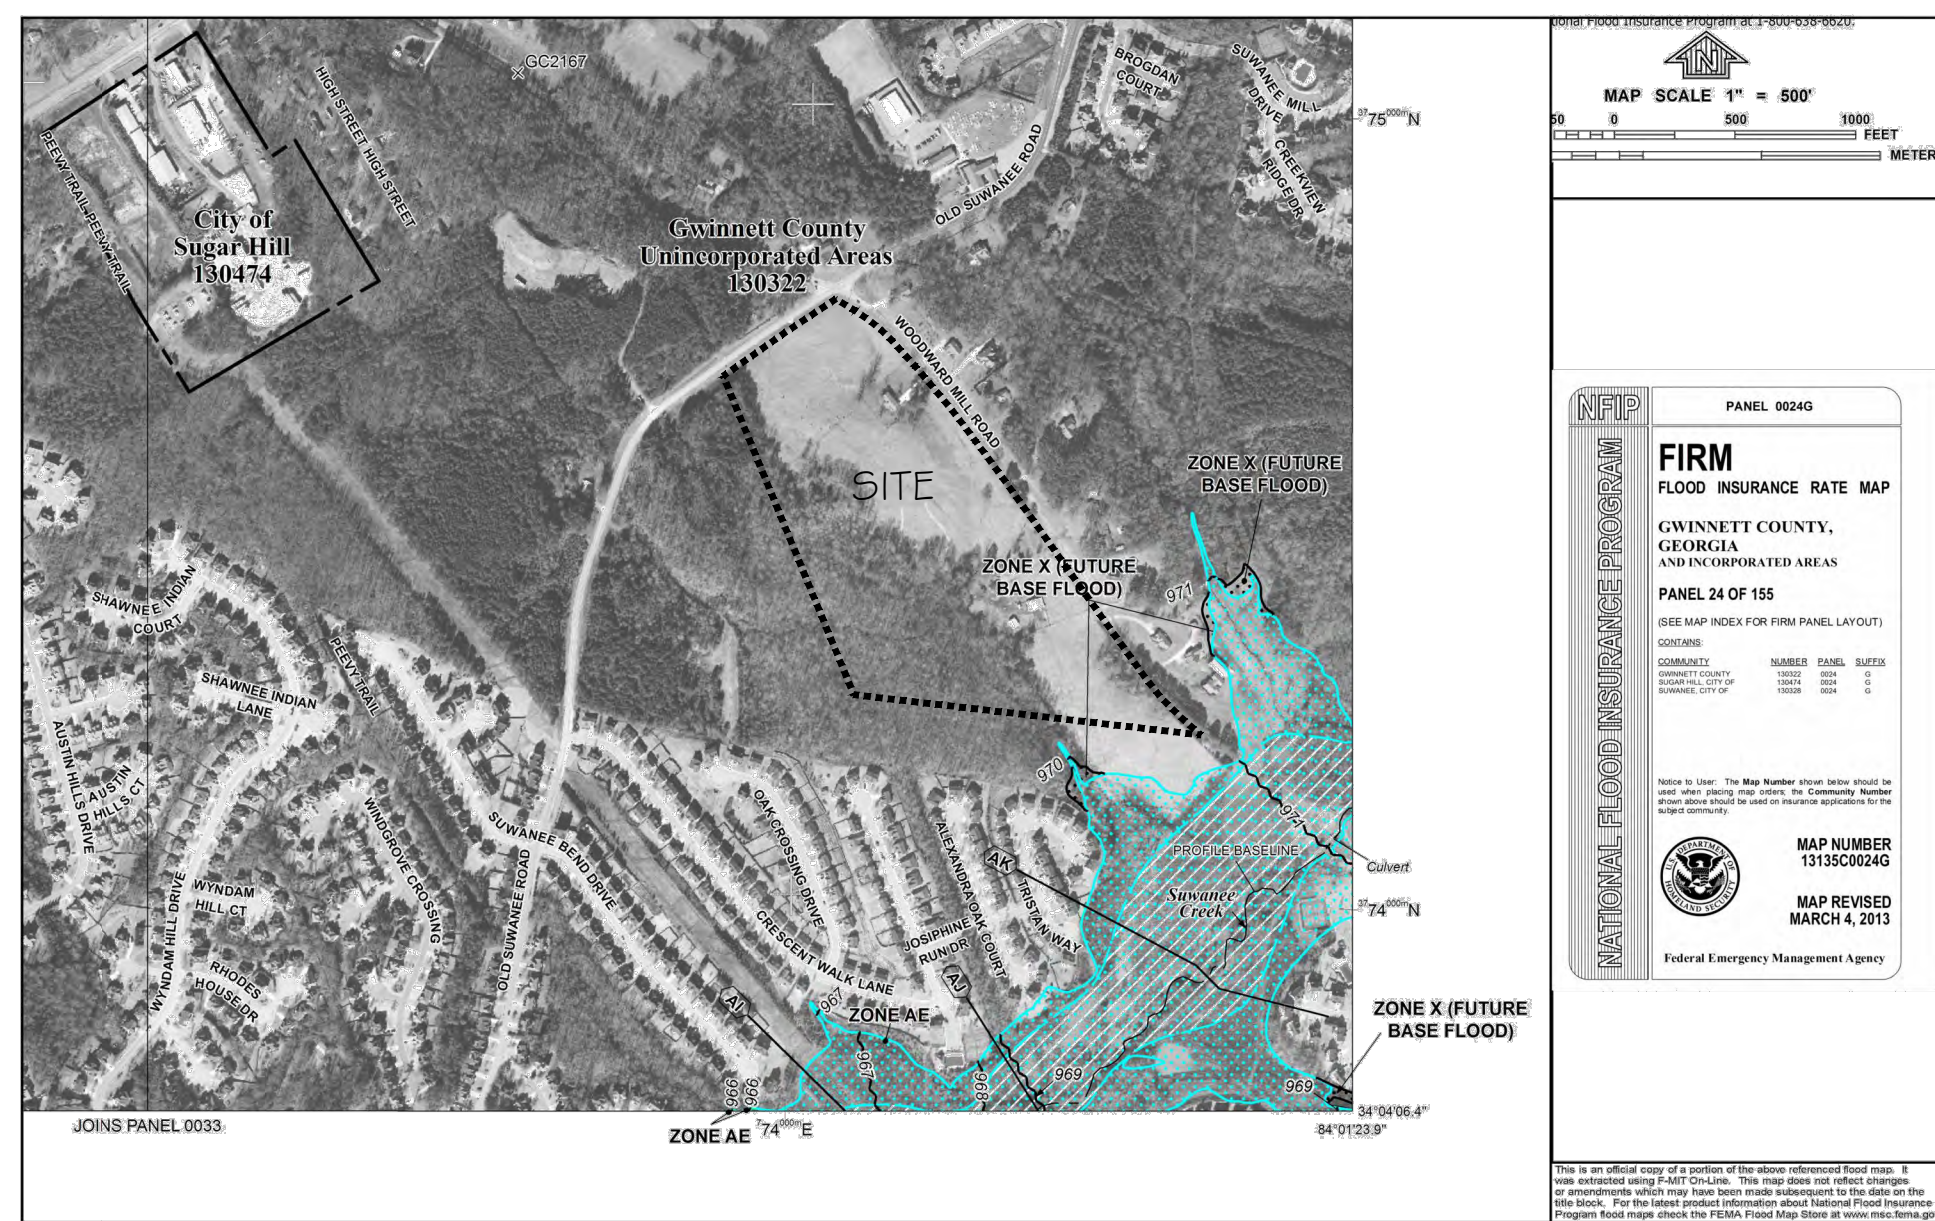 GC2167
HIGH STREET HIGH STREET
PEEVY TRAIL PEEVY TRAIL
City of
Sugar Hill
130474
Gwinnett County
Unincorporated Areas
130322
BROGDAN
COURT
SUWANEE MILL
DRIVE
CREEKVIEW
RIDGE DR
OLD SUWANEE ROAD
WOODWARD MILL ROAD
SITE
ZONE X (FUTURE
BASE FLOOD)
ZONE X (FUTURE
BASE FLOOD)
971
SHAWNEE INDIAN
COURT
SHAWNEE INDIAN
LANE
PEEVY TRAIL
AUSTIN HILLS DRIVE
AUSTIN
HILLS CT
WINDGROVE CROSSING
SUWANEE BEND DRIVE
OAK CROSSING DRIVE
970
971
PROFILE BASELINE
Culvert
Suwanee
Creek
AK
TRISTAN WAY
ALEXANDRA OAK COURT
JOSIPHINE
RUN DR
CRESCENT WALK LANE
OLD SUWANEE ROAD
WYNDAM HILL DRIVE
WYNDAM
HILL CT
RHODES
HOUSE DR
AI
AJ
967
ZONE AE
967
968
969
969
966
966
ZONE AE
ZONE X (FUTURE
BASE FLOOD)
3775000mN
3774000mN
774000mE
34°04'06.4"
84°01'23.9"
JOINS PANEL 0033
ional Flood Insurance Program at 1-800-638-6620.
N
MAP SCALE 1" = 500'
50 0 500 1000
FEET
METER
NFIP
PANEL 0024G
NATIONAL FLOOD INSURANCE PROGRAM
FIRM
FLOOD INSURANCE RATE MAP
GWINNETT COUNTY,
GEORGIA
AND INCORPORATED AREAS
PANEL 24 OF 155
(SEE MAP INDEX FOR FIRM PANEL LAYOUT)
CONTAINS:
COMMUNITY NUMBER PANEL SUFFIX
GWINNETT COUNTY 130322 0024 G
SUGAR HILL, CITY OF 130474 0024 G
SUWANEE, CITY OF 130328 0024 G
Notice to User: The Map Number shown below should be
used when placing map orders; the Community Number
shown above should be used on insurance applications for the
subject community.
U.S. DEPARTMENT OF
HOMELAND SECURITY
MAP NUMBER
13135C0024G
MAP REVISED
MARCH 4, 2013
Federal Emergency Management Agency
This is an official copy of a portion of the above referenced flood map. It
was extracted using F-MIT On-Line. This map does not reflect changes
or amendments which may have been made subsequent to the date on the
title block. For the latest product information about National Flood Insurance
Program flood maps check the FEMA Flood Map Store at www.msc.fema.go